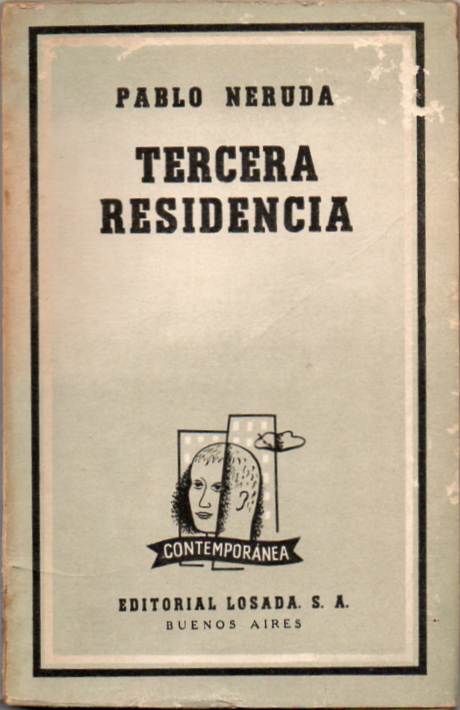 PABLO NERUDA
TERCERA
RESIDENCIA
CONTEMPORÁNEA
EDITORIAL LOSADA. S. A.
BUENOS AIRES